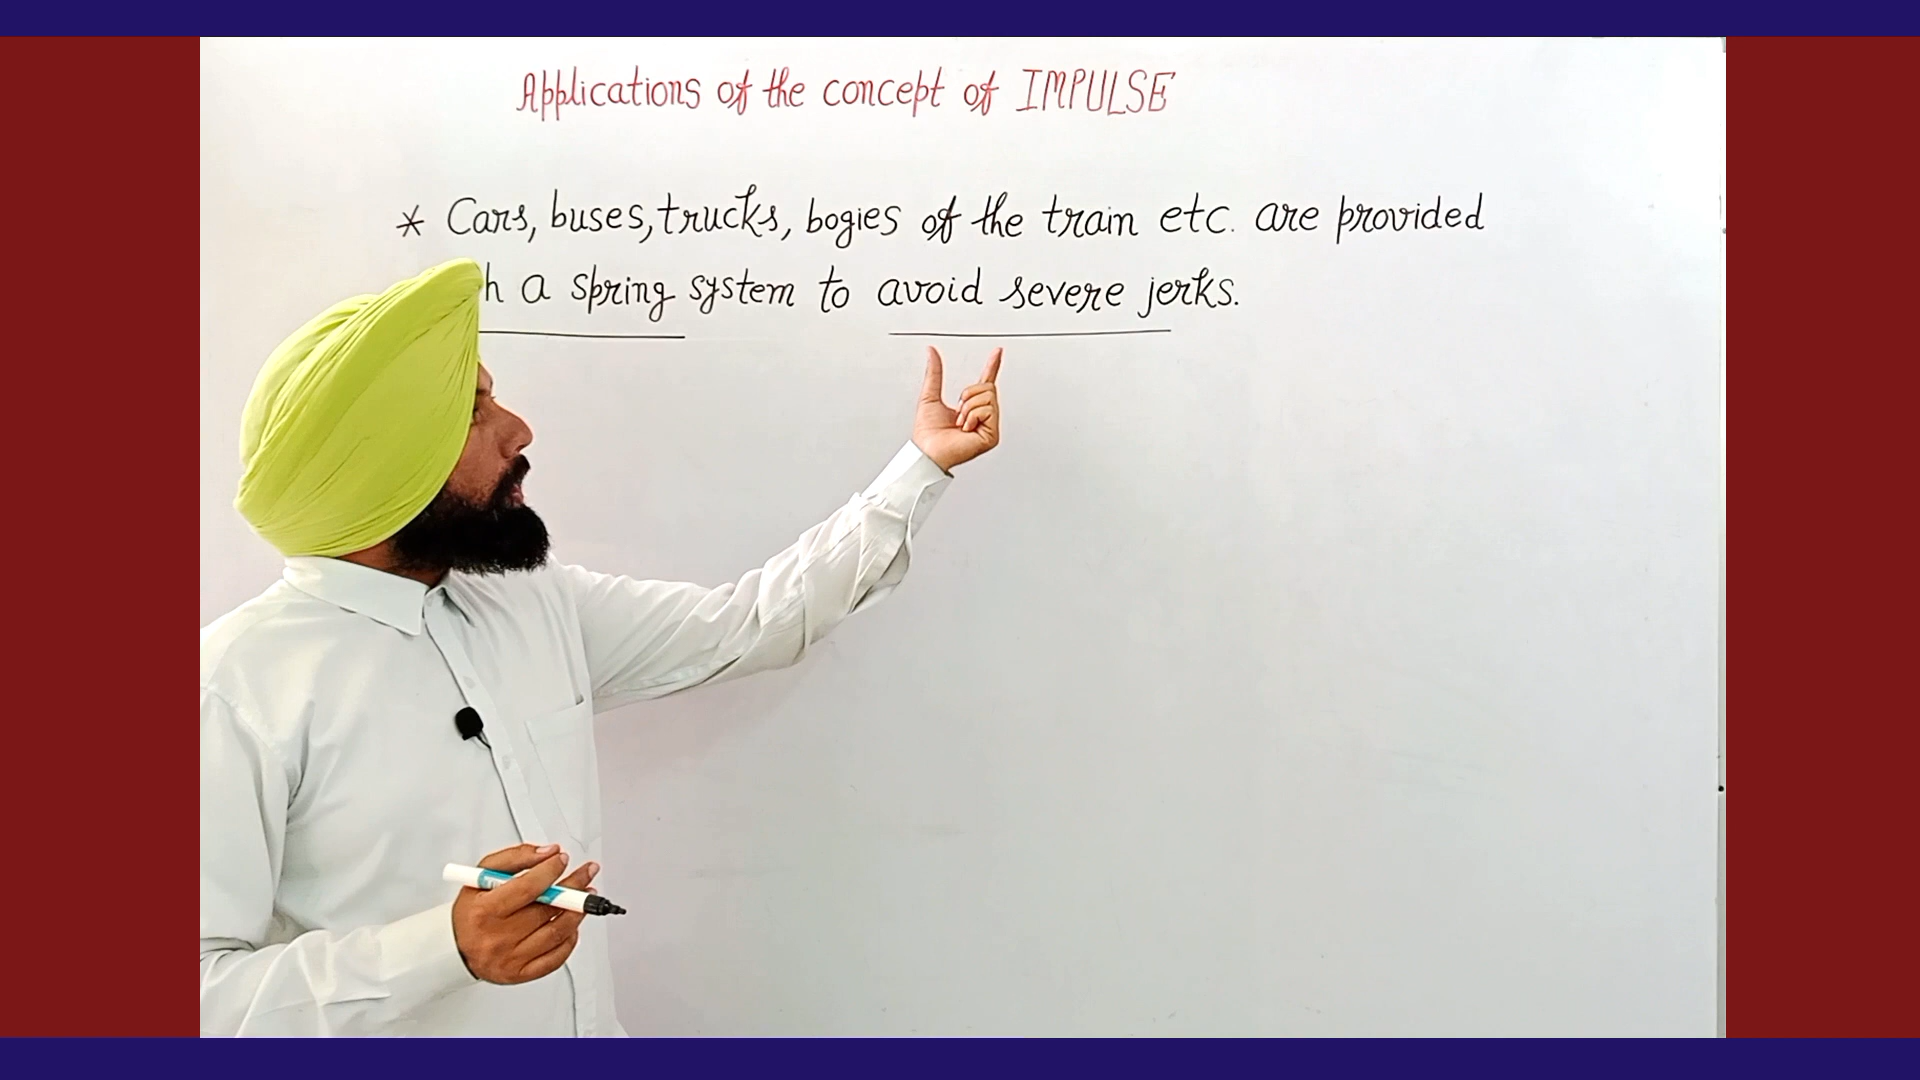 Applications of the concept of IMPULSE
* Cars, buses, trucks, bogies of the train etc. are provided
h a spring system to avoid severe jerks.